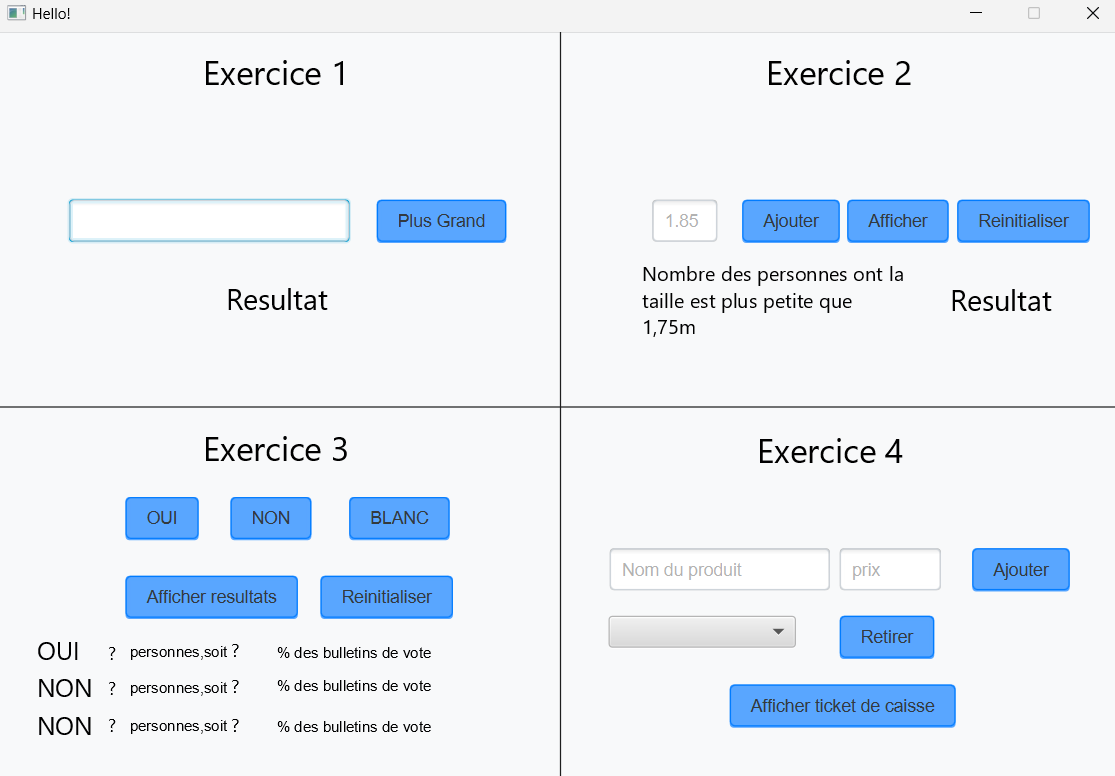 Hello!
Exercice 1
Plus Grand
Resultat
Exercice 2
1.85 Ajouter Afficher Reinitialiser
Nombre des personnes ont la
taille est plus petite que
1,75m
Resultat
Exercice 3
OUI NON BLANC
Afficher resultats Reinitialiser
OUI ? personnes,soit ? % des bulletins de vote
NON ? personnes,soit ? % des bulletins de vote
NON ? personnes,soit ? % des bulletins de vote
Exercice 4
Nom du produit prix Ajouter
Retirer
Afficher ticket de caisse